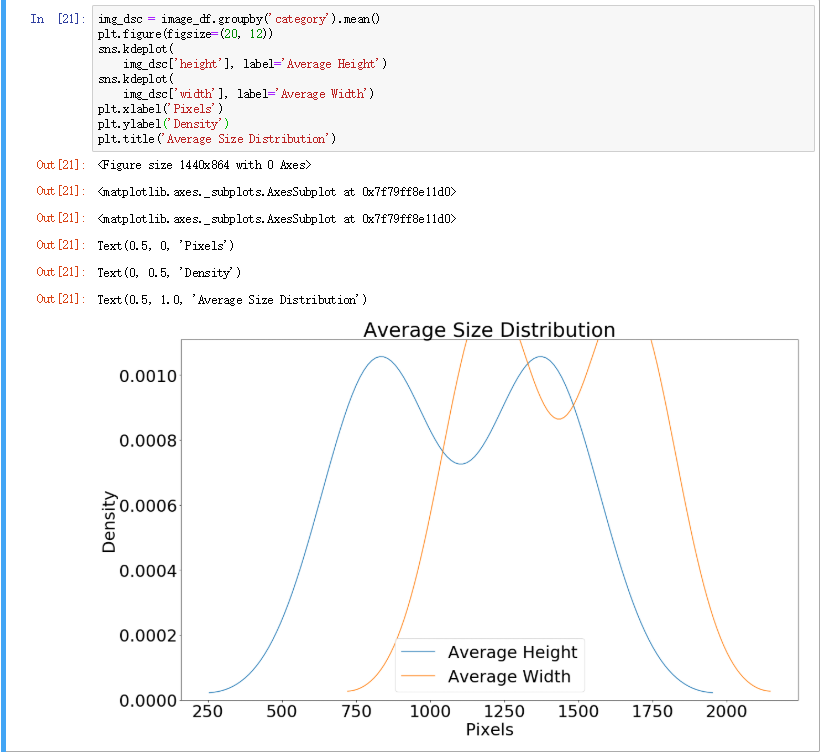 In [21]: img_dsc = image_df.groupby('category').mean()
plt.figure(figsize=(20, 12))
sns.kdeplot(
    img_dsc['height'], label='Average Height')
sns.kdeplot(
    img_dsc['width'], label='Average Width')
plt.xlabel('Pixels')
plt.ylabel('Density')
plt.title('Average Size Distribution')
Out[21]: <Figure size 1440x864 with 0 Axes>
Out[21]: <matplotlib.axes._subplots.AxesSubplot at 0x7f79ff8e11d0>
Out[21]: <matplotlib.axes._subplots.AxesSubplot at 0x7f79ff8e11d0>
Out[21]: Text(0.5, 0, 'Pixels')
Out[21]: Text(0, 0.5, 'Density')
Out[21]: Text(0.5, 1.0, 'Average Size Distribution')
Average Size Distribution
0.0010
0.0008
0.0006
0.0004
0.0002
0.0000
Density
Average Height
Average Width
250 500 750 1000 1250 1500 1750 2000
Pixels